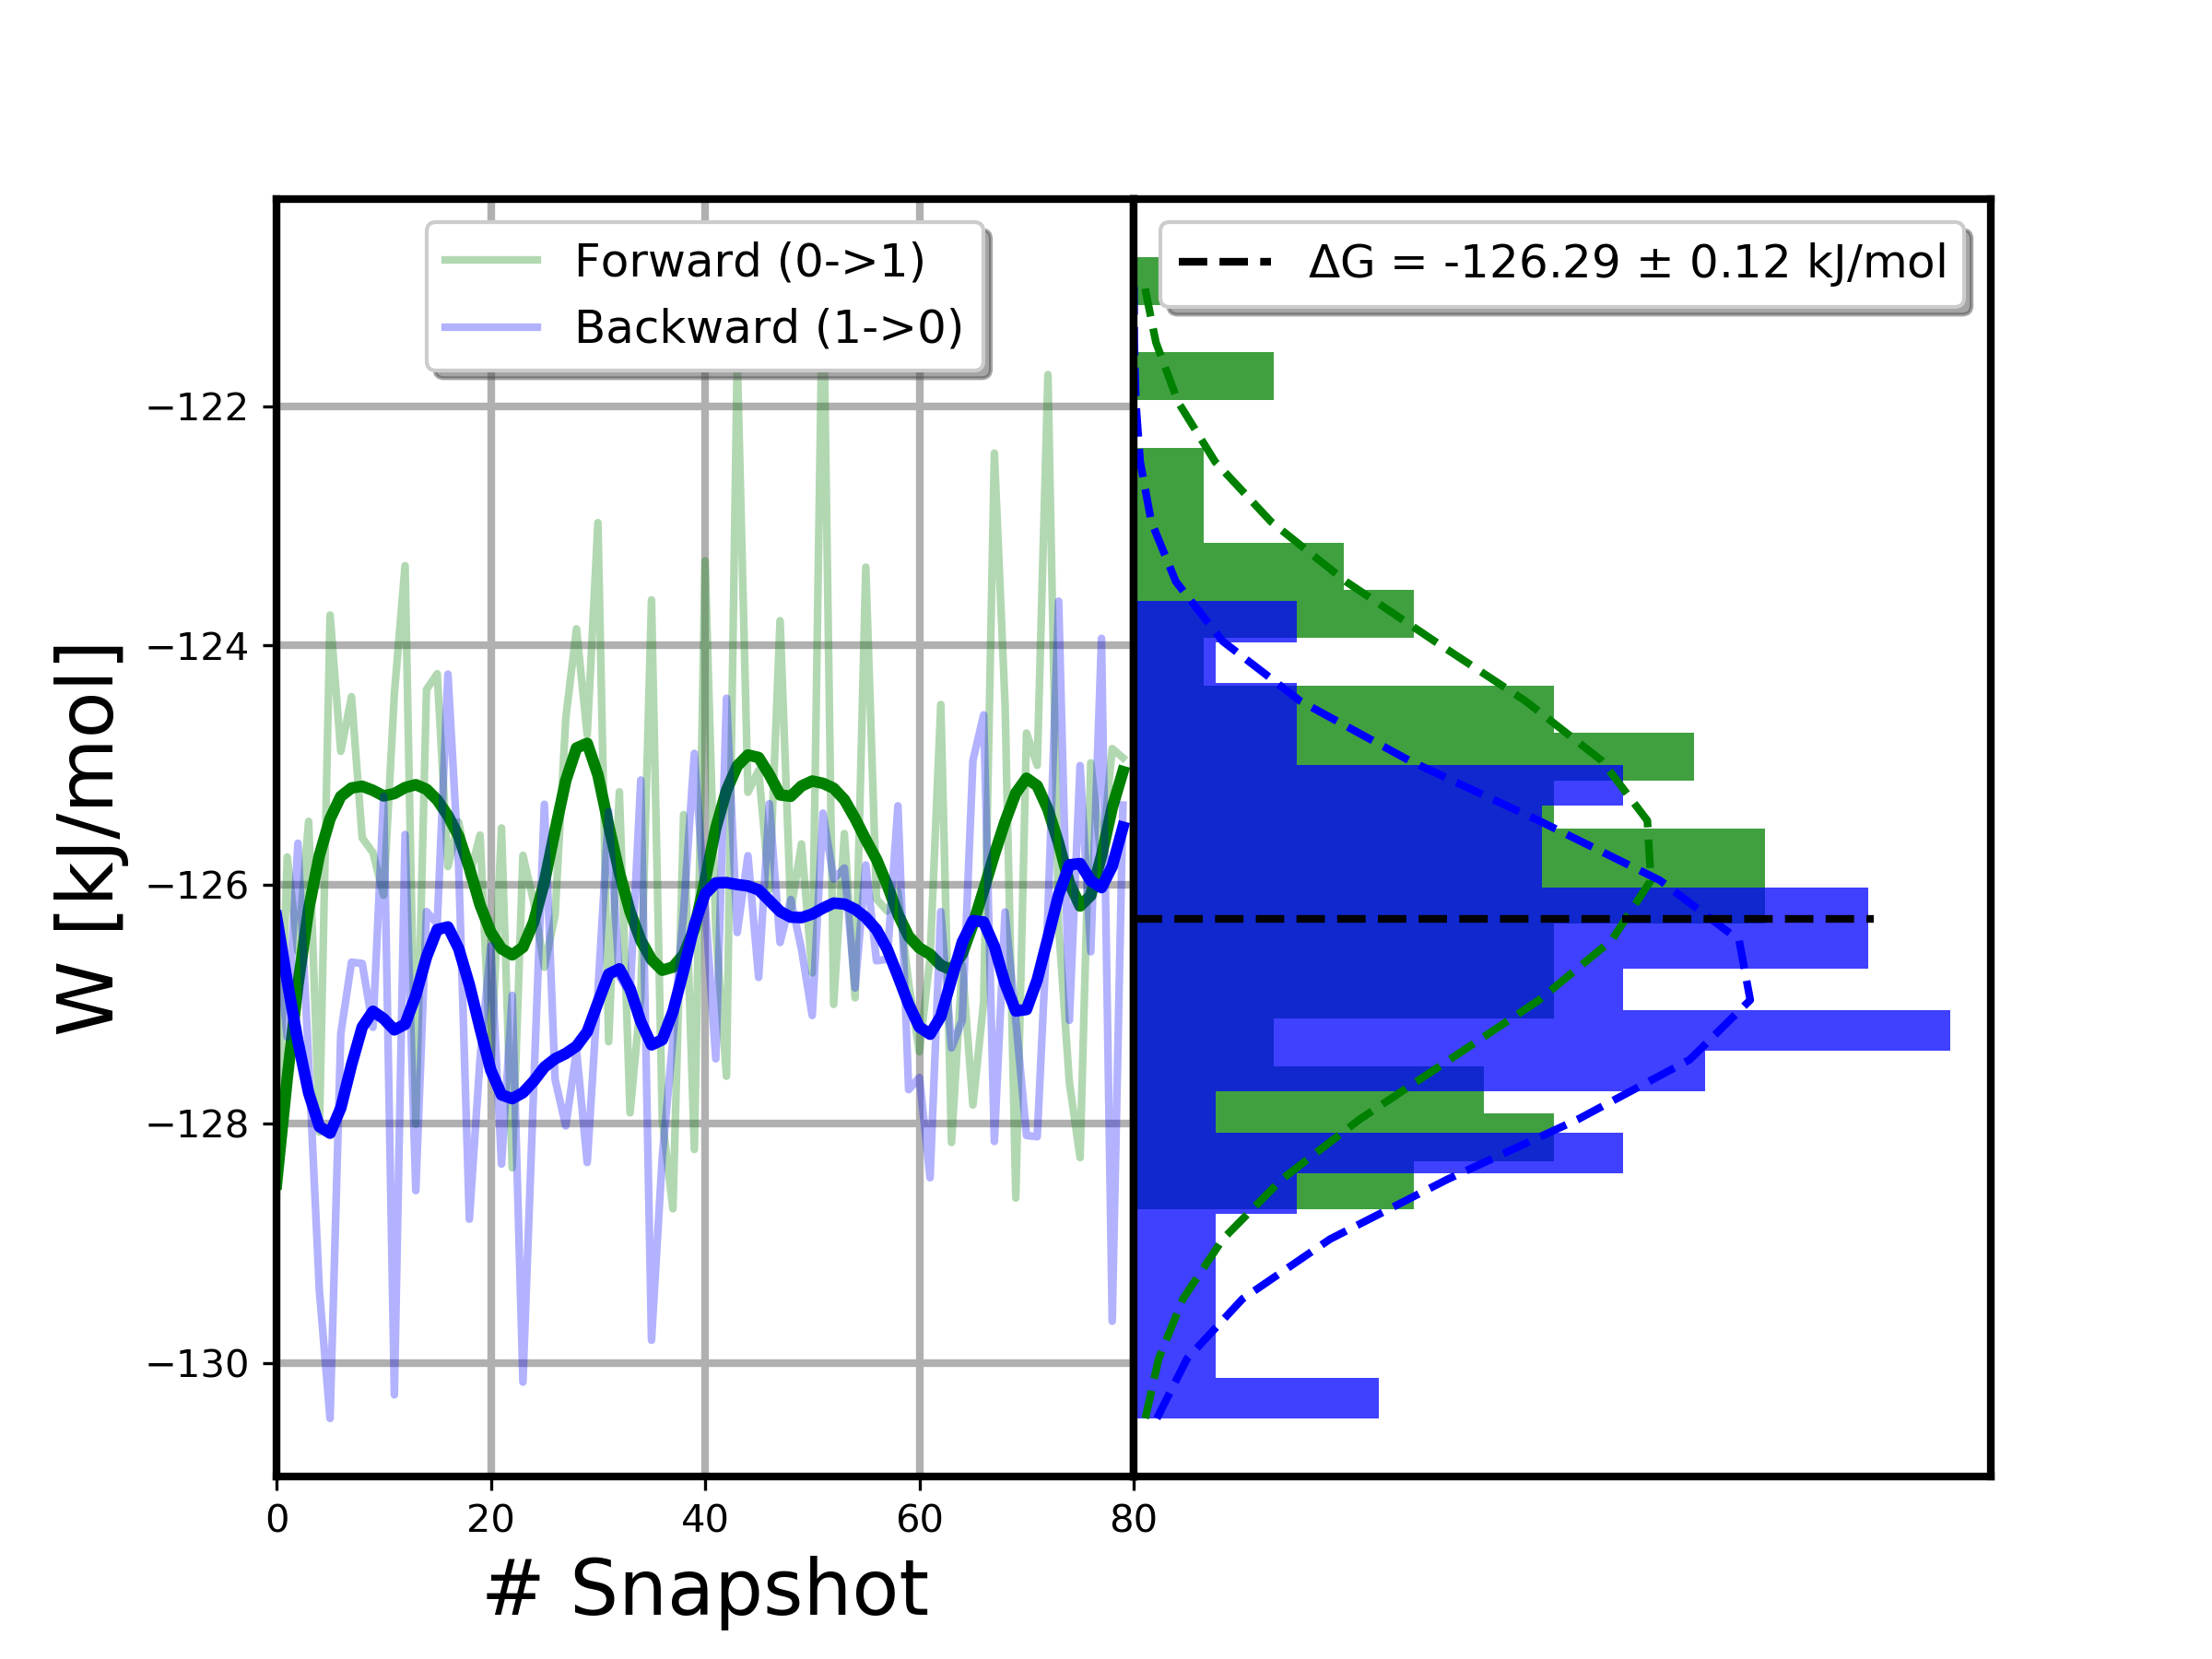 Forward (0->1)
Backward (1->0)
ΔG = -126.29 ± 0.12 kJ/mol
W [kJ/mol]
−122
−124
−126
−128
−130
0 20 40 60 80
# Snapshot